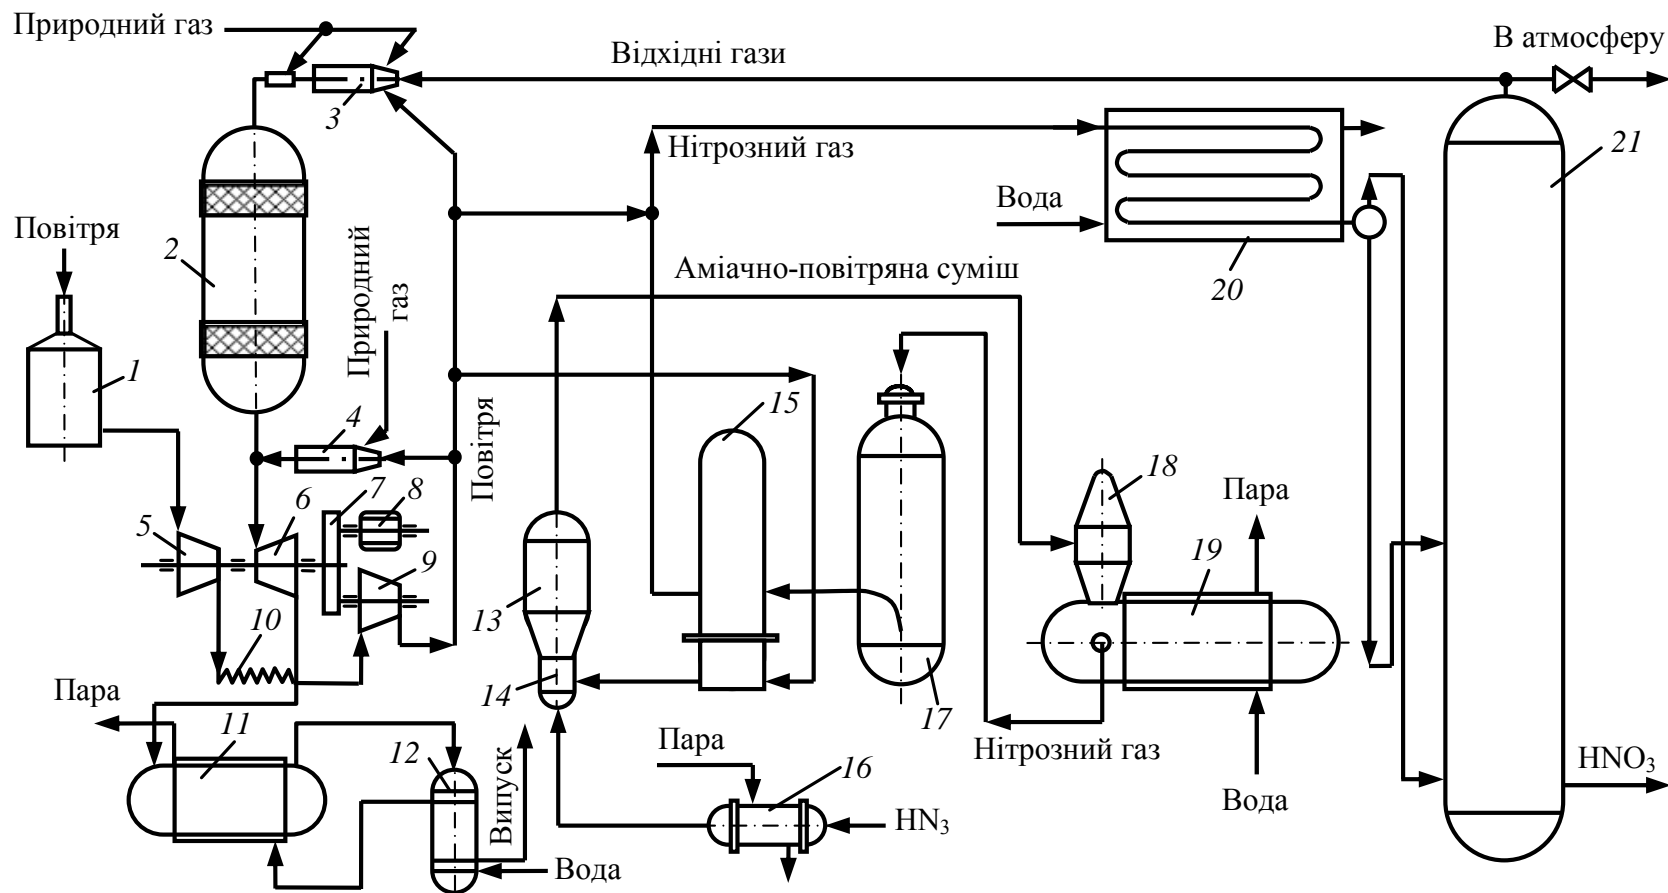 Природний газ
Відхідні гази
В атмосферу
3
Нітрозний газ
21
Повітря
Вода
2
Природний
газ
Аміачно-повітряна суміш
20
1
15
4
Повітря
18
Пара
6
7
8
5
19
9
13
10
14
17
Пара
11
12
Випуск
Пара
16
Нітрозний газ
HNO₃
Вода
HN₃
Вода